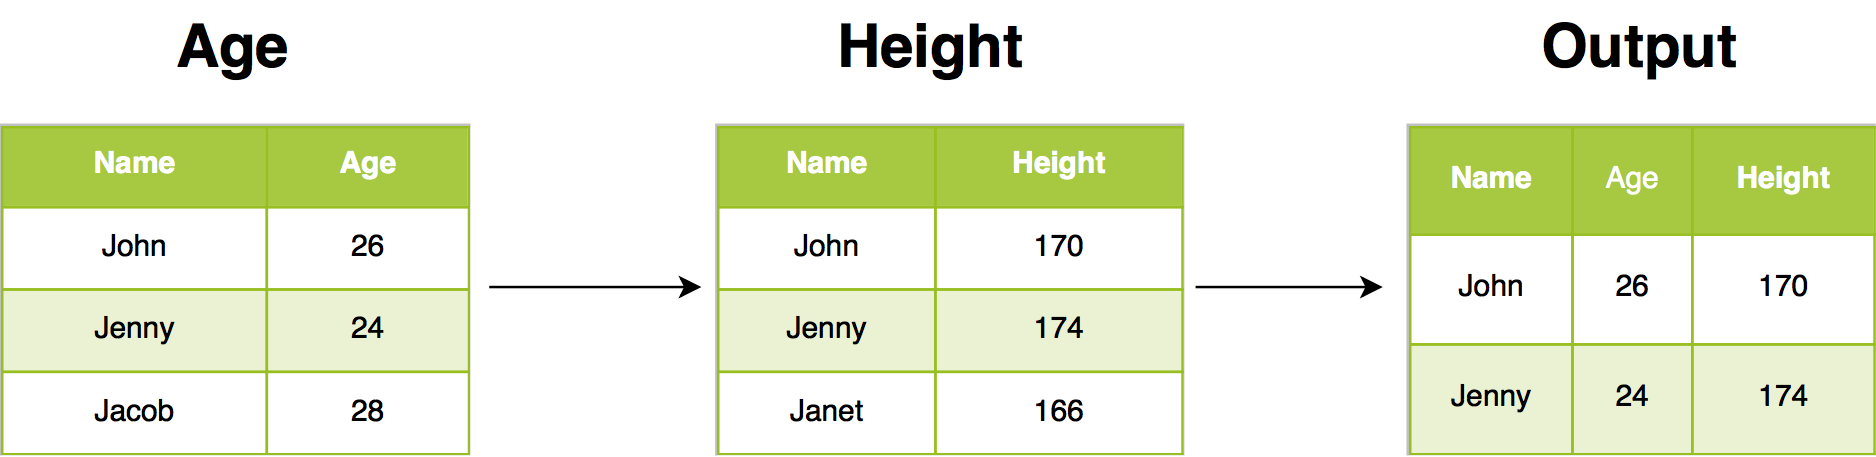 Age
Name Age
John 26
Jenny 24
Jacob 28
Height
Name Height
John 170
Jenny 174
Janet 166
Output
Name Age Height
John 26 170
Jenny 24 174